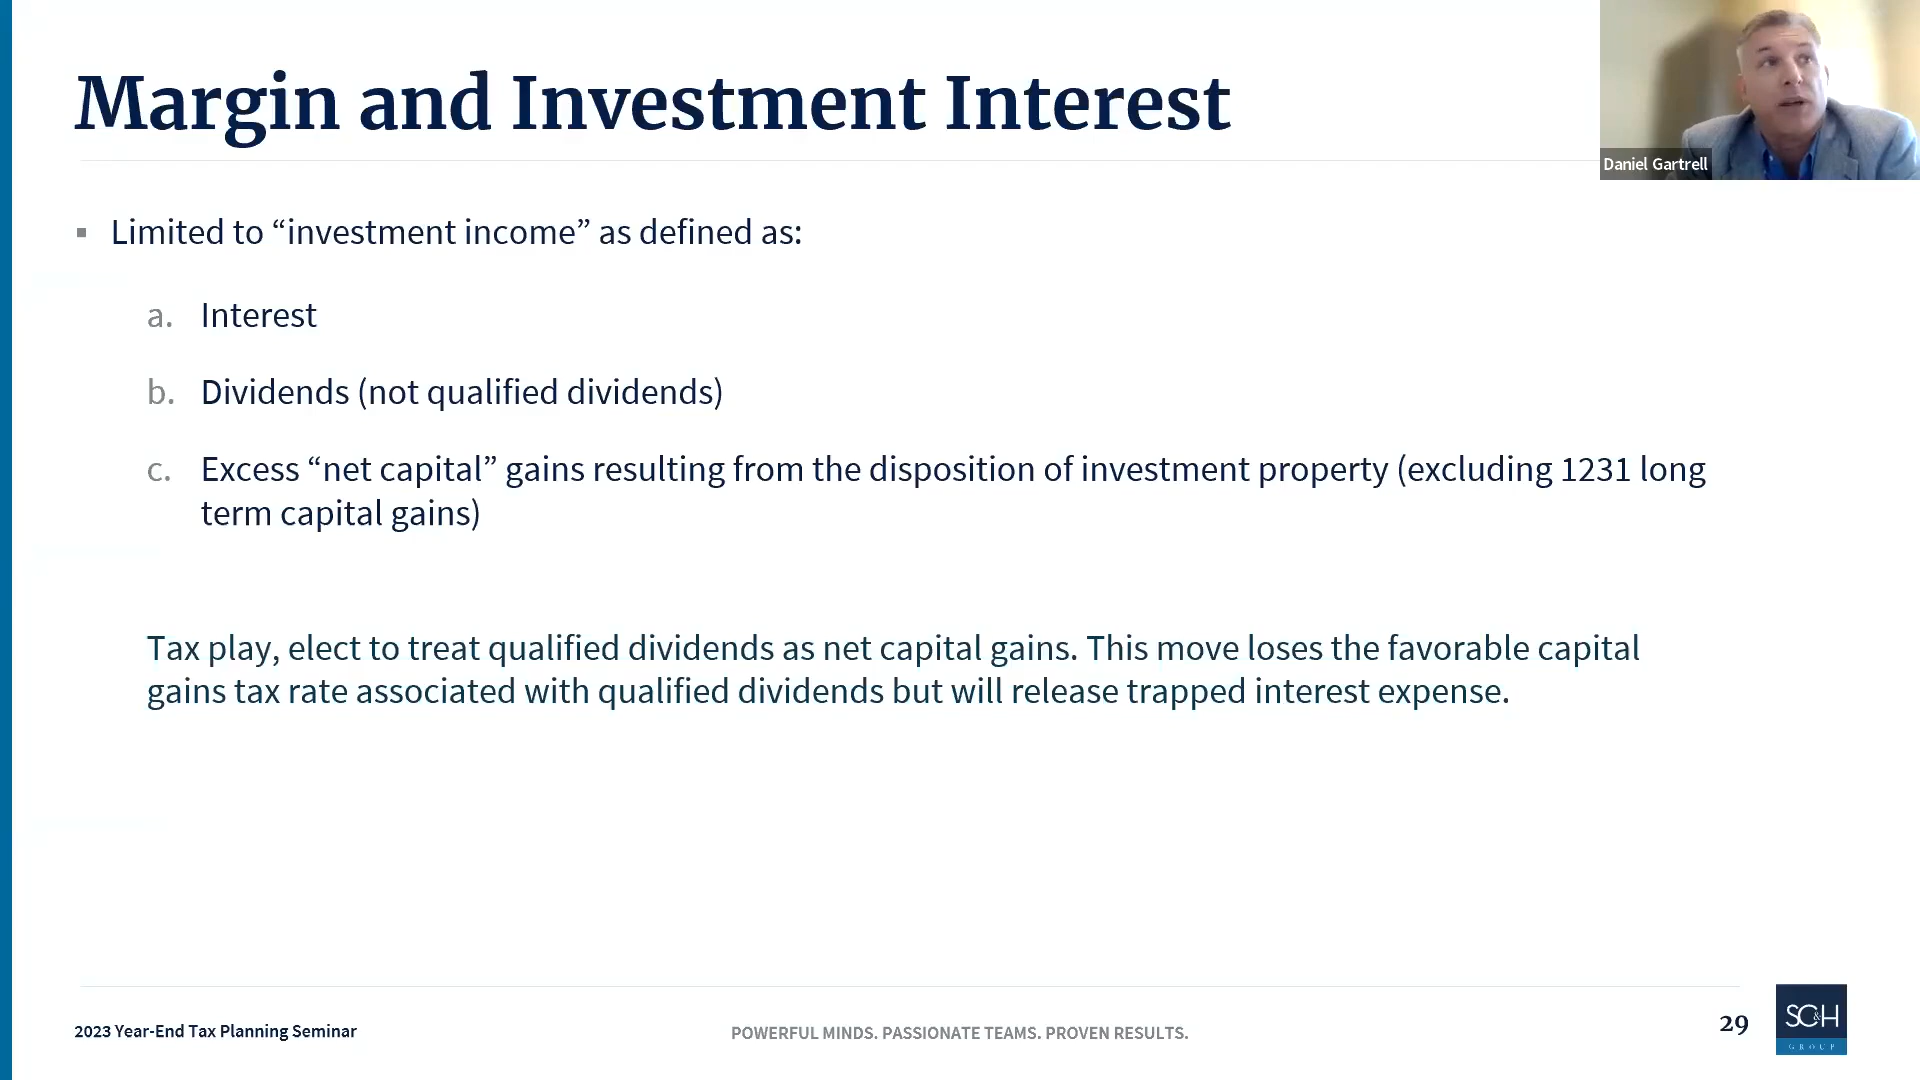 Margin and Investment Interest
Daniel Gartrell
▪ Limited to “investment income” as defined as:
a. Interest
b. Dividends (not qualified dividends)
c. Excess “net capital” gains resulting from the disposition of investment property (excluding 1231 long
term capital gains)
Tax play, elect to treat qualified dividends as net capital gains. This move loses the favorable capital
gains tax rate associated with qualified dividends but will release trapped interest expense.
2023 Year-End Tax Planning Seminar
POWERFUL MINDS. PASSIONATE TEAMS. PROVEN RESULTS.
29
SC&H
GROUP